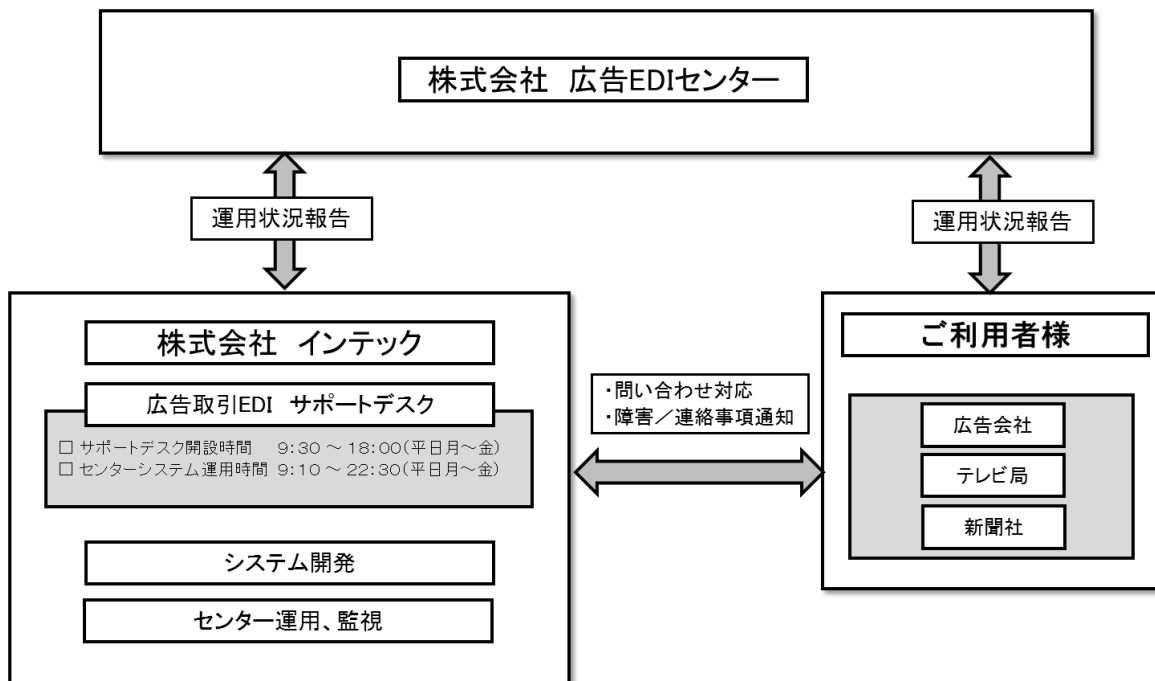 株式会社 広告EDIセンター
運用状況報告
運用状況報告
株式会社 インテック
広告取引EDI サポートデスク
□ サポートデスク開設時間 9:30 ～ 18:00(平日月～金)
□ センターシステム運用時間 9:10 ～ 22:30(平日月～金)
システム開発
センター運用、監視
・問い合わせ対応
・障害／連絡事項通知
ご利用者様
広告会社
テレビ局
新聞社